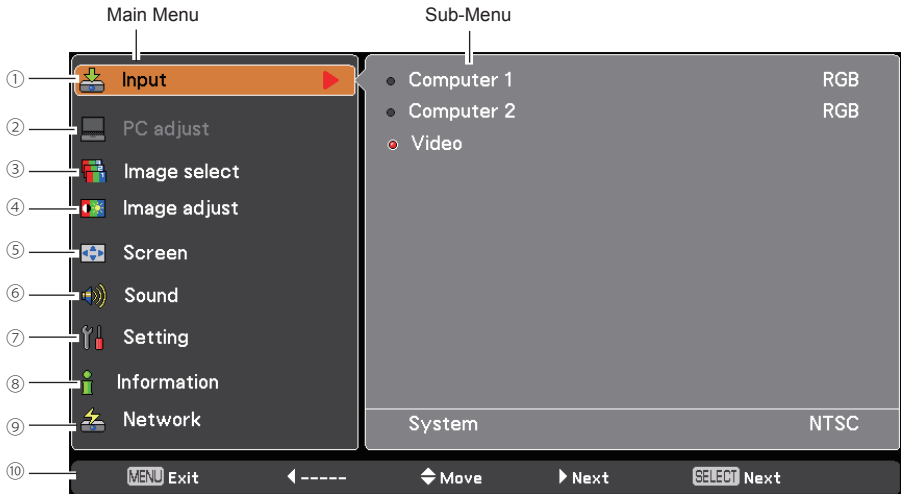 Main Menu Sub-Menu
① Input Computer 1 RGB
Computer 2 RGB
② PC adjust Video
③ Image select
④ Image adjust
⑤ Screen
⑥ Sound
⑦ Setting
⑧ Information
⑨ Network System NTSC
⑩ MENU Exit ----- Move Next SELECT Next